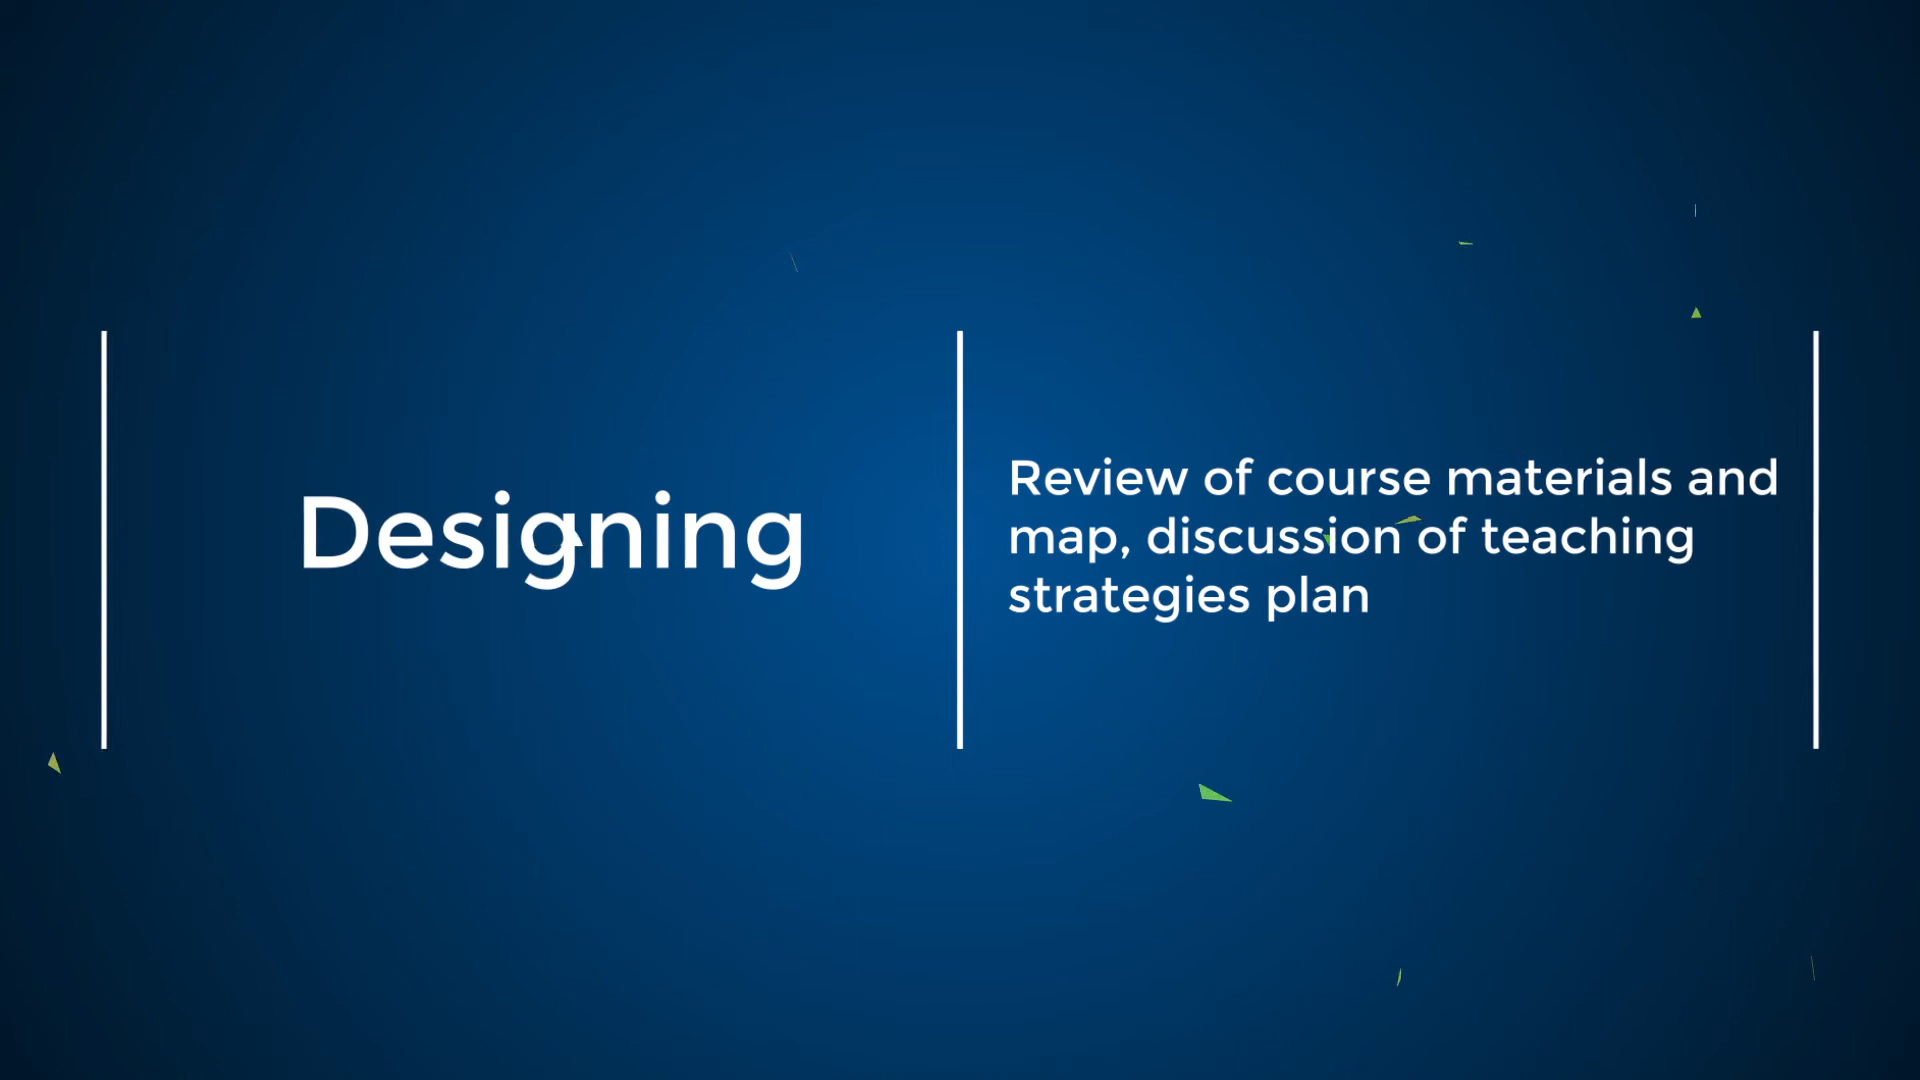 Designing
Review of course materials and
map, discussion of teaching
strategies plan